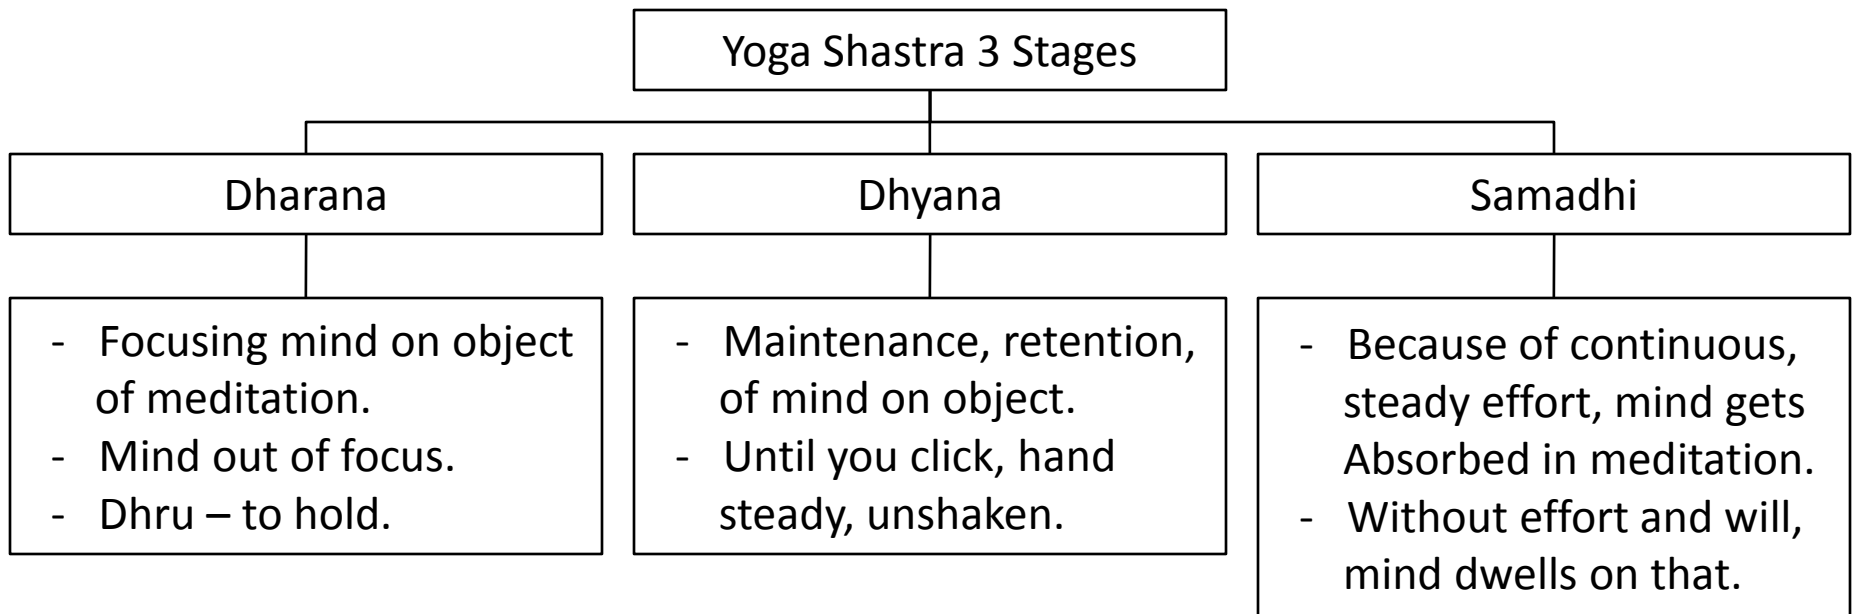 Yoga Shastra 3 Stages
Dharana
Dhyana
Samadhi
- Focusing mind on object
of meditation.
- Mind out of focus.
- Dhru – to hold.
- Maintenance, retention,
of mind on object.
- Until you click, hand
steady, unshaken.
- Because of continuous,
steady effort, mind gets
Absorbed in meditation.
- Without effort and will,
mind dwells on that.